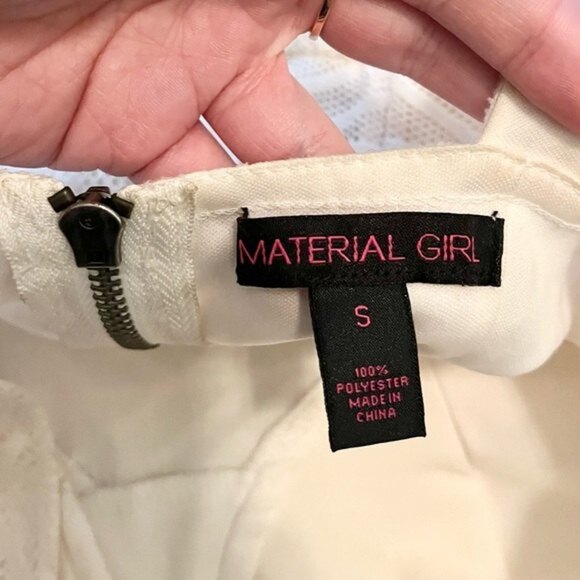 MATERIAL GIRL
S
100%
POLYESTER
MADE IN
CHINA